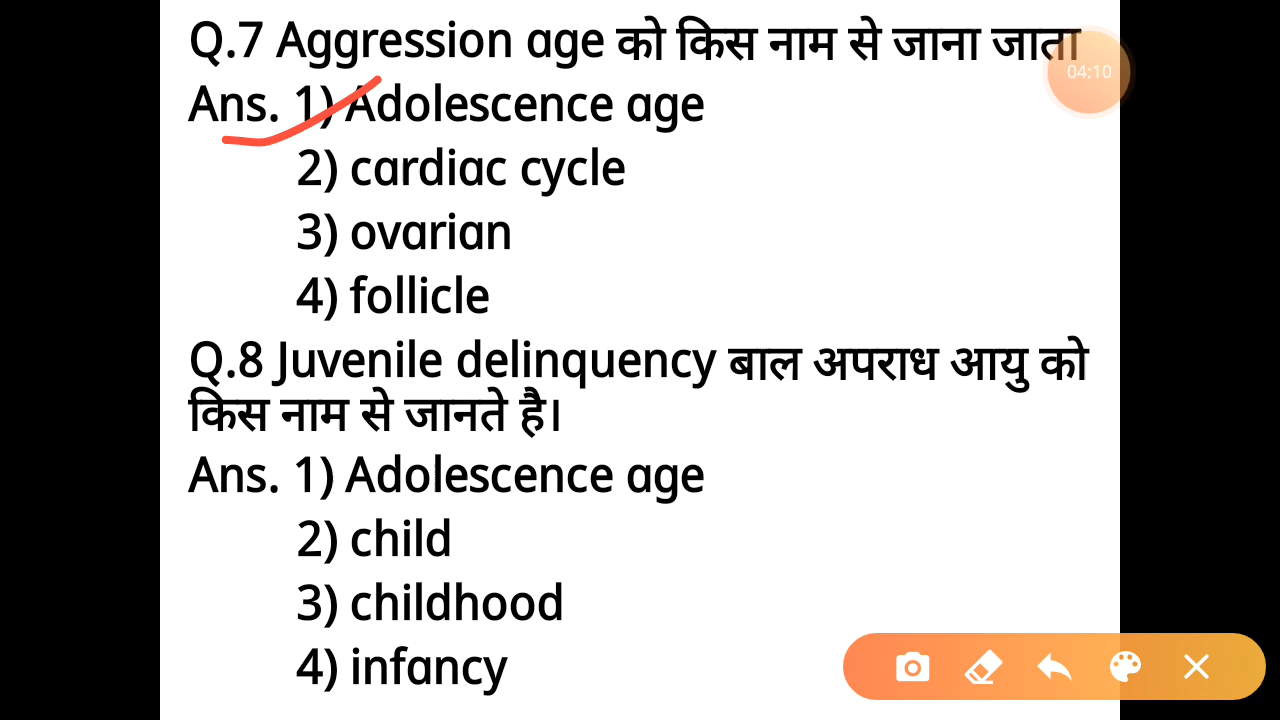 Q.7 Aggression age को किस नाम से जाना जाता
04:10
Ans. 1) Adolescence age
2) cardiac cycle
3) ovarian
4) follicle
Q.8 Juvenile delinquency बाल अपराध आयु को
किस नाम से जानते है।
Ans. 1) Adolescence age
2) child
3) childhood
4) infancy